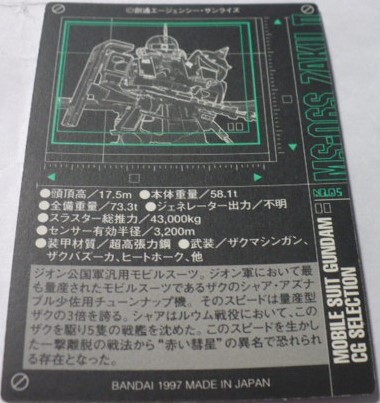 ©創通エージェンシー・サンライズ
MS-06S ZAKU II
NO.05
MOBILE SUIT GUNDAM
CG SELECTION
●頭頂高/17.5m ●本体重量/58.1t
●全備重量/73.3t ●ジェネレーター出力/不明
●スラスター総推力/43,000kg
●センサー有効半径/3,200m
●装甲材質/超高張力鋼 ●武装/ザクマシンガン、
ザクバズーカ、ヒートホーク、他
ジオン公国軍汎用モビルスーツ。ジオン軍において最
も量産されたモビルスーツであるザクのシャア・アズナ
ブル少佐用チューンナップ機。そのスピードは量産型
ザクの3倍を誇る。シャアはルウム戦役において、この
ザクを駆り5隻の戦艦を沈めた。このスピードを生かし
た一撃離脱の戦法から“赤い彗星”の異名で恐れられ
る存在となった。
BANDAI 1997 MADE IN JAPAN